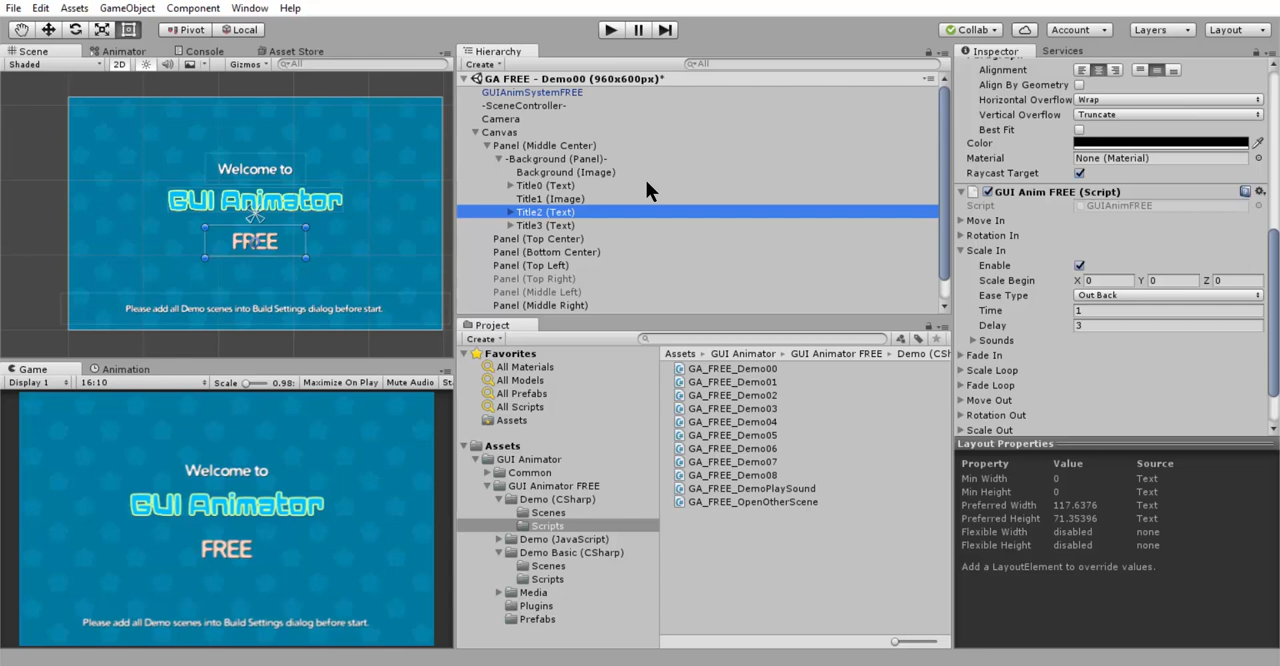 File Edit Assets GameObject Component Window Help
Pivot Local Collab Account Layers Layout
Scene Animator Console Asset Store
Shaded 2D Gizmos All
Welcome to
GUI Animator
FREE
Please add all Demo scenes into Build Settings dialog before start.
Game Animation
Display 1 16:10 Scale 0.98: Maximize On Play Mute Audio St
Welcome to
GUI Animator
FREE
Please add all Demo scenes into Build Settings dialog before start.
Hierarchy
Create All
GA FREE - Demo00 (960x600px)*
GUIAnimSystemFREE
-SceneController-
Camera
Canvas
Panel (Middle Center)
-Background (Panel)-
Background (Image)
Title0 (Text)
Title1 (Image)
Title2 (Text)
Title3 (Text)
Panel (Top Center)
Panel (Bottom Center)
Panel (Top Left)
Panel (Top Right)
Panel (Middle Left)
Panel (Middle Right)
Project
Create
Favorites
All Materials
All Models
All Prefabs
All Scripts
Assets
Assets
GUI Animator
Common
GUI Animator FREE
Demo (CSharp)
Scenes
Scripts
Demo (JavaScript)
Demo Basic (CSharp)
Scenes
Scripts
Media
Plugins
Prefabs
Assets GUI Animator GUI Animator FREE Demo (CSh
GA_FREE_Demo00
GA_FREE_Demo01
GA_FREE_Demo02
GA_FREE_Demo03
GA_FREE_Demo04
GA_FREE_Demo05
GA_FREE_Demo06
GA_FREE_Demo07
GA_FREE_Demo08
GA_FREE_DemoPlaySound
GA_FREE_OpenOtherScene
Inspector Services
Paragraph
Alignment
Align By Geometry
Horizontal Overflow Wrap
Vertical Overflow Truncate
Best Fit
Color
Material None (Material)
Raycast Target
GUI Anim FREE (Script)
Script GUIAnimFREE
Move In
Rotation In
Scale In
Enable
Scale Begin X 0 Y 0 Z 0
Ease Type Out Back
Time 1
Delay 3
Sounds
Fade In
Scale Loop
Fade Loop
Move Out
Rotation Out
Scale Out
Layout Properties
Property Value Source
Min Width 0 Text
Min Height 0 Text
Preferred Width 117.6376 Text
Preferred Height 71.35396 Text
Flexible Width disabled none
Flexible Height disabled none
Add a LayoutElement to override values.